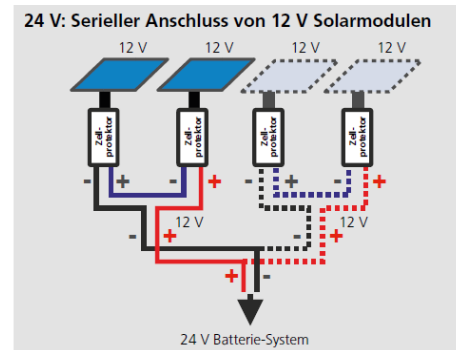 24 V: Serieller Anschluss von 12 V Solarmodulen
12 V 12 V 12 V 12 V
Zell-
protektor
Zell-
protektor
Zell-
protektor
Zell-
protektor
- + - + - + - +
12 V 12 V
- + - +
+ -
24 V Batterie-System